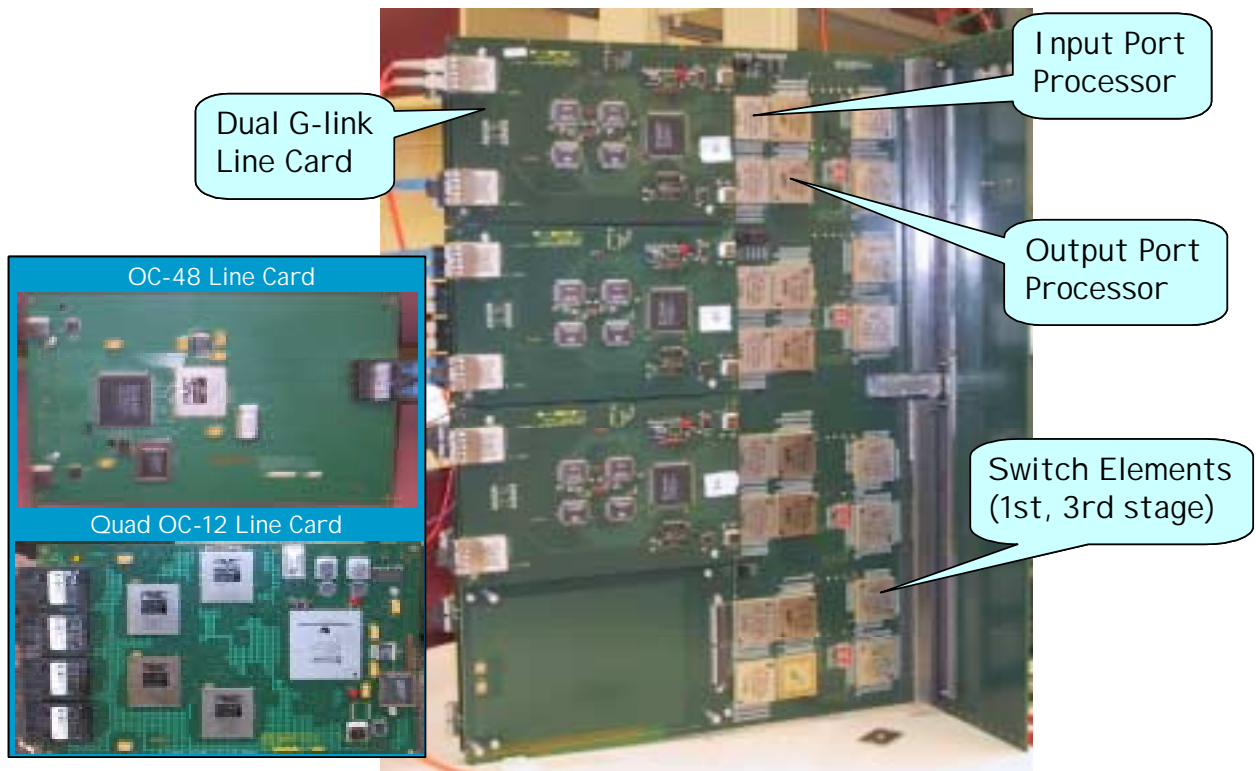 Input Port
Processor
Dual G-link
Line Card
Output Port
Processor
OC-48 Line Card
Switch Elements
(1st, 3rd stage)
Quad OC-12 Line Card